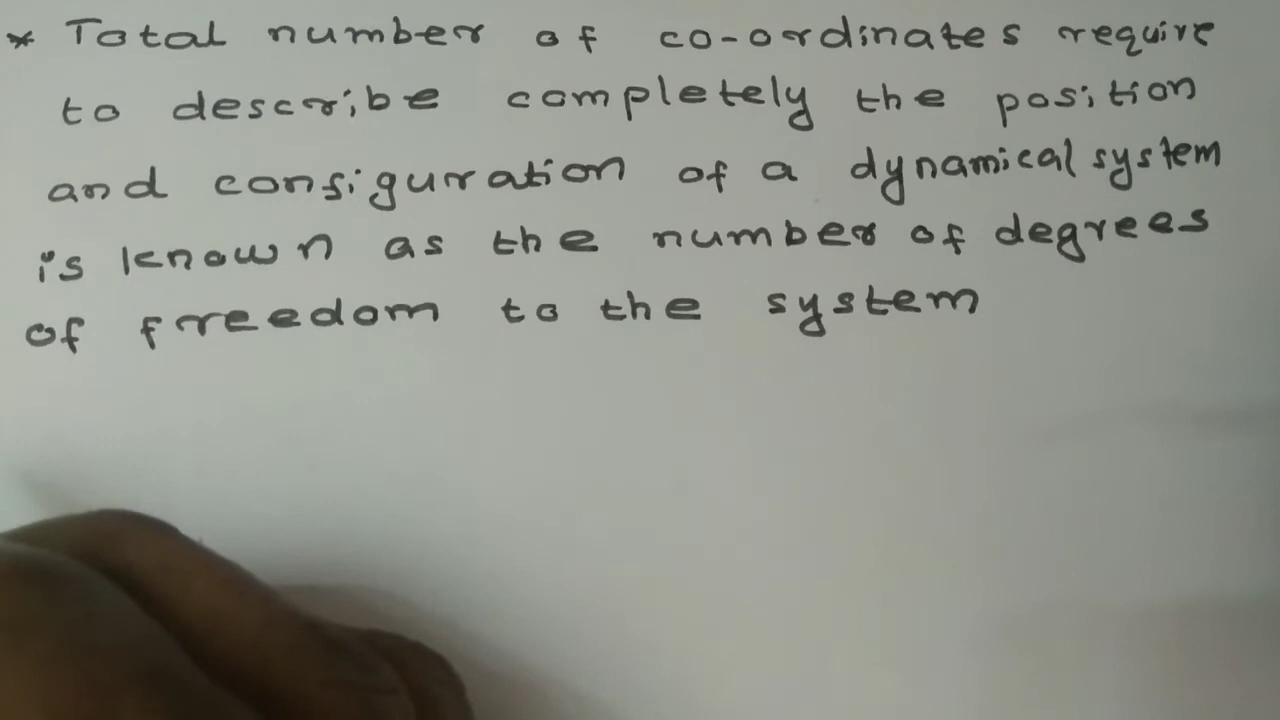 * Total number of co-ordinates require
to describe completely the position
and configuration of a dynamical system
is known as the number of degrees
of freedom to the system